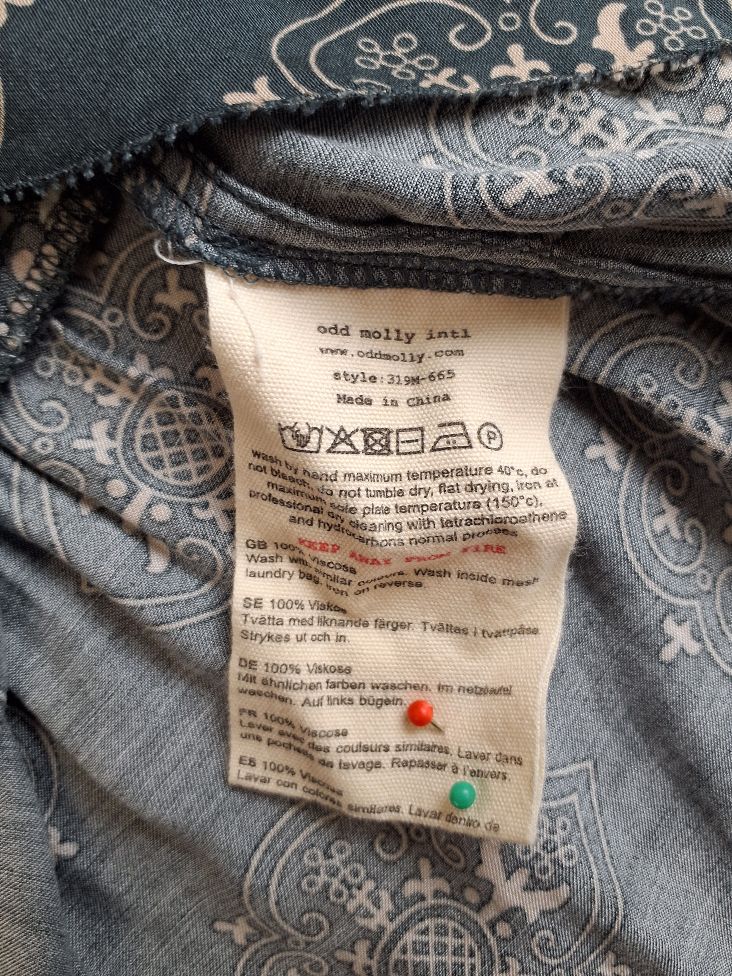 odd molly intl
www.oddmolly.com
style:319M-665
Made in China
P
wash by hand maximum temperature 40°c, do
not bleach, do not tumble dry, flat drying, iron at
maximum sole plate temperature (150°c),
professional dry cleaning with tetrachloroethene
and hydrocarbons normal process
KEEP AWAY FROM FIRE
GB 100% Viscose
Wash with similar colours. Wash inside mesh
laundry bag, iron on reverse.
SE 100% Viskos
Tvätta med liknande färger. Tvättas i tvättpåse
Strykes ut och in.
DE 100% Viskose
Mit ähnlichen farben waschen. Im netzbeutel
waschen. Auf links bügeln.
FR 100% Viscose
Laver avec des couleurs similaires. Laver dans
une pochette de lavage. Repasser à l'envers.
ES 100% Viscosa
Lavar con colores similares. Lavar dentro de